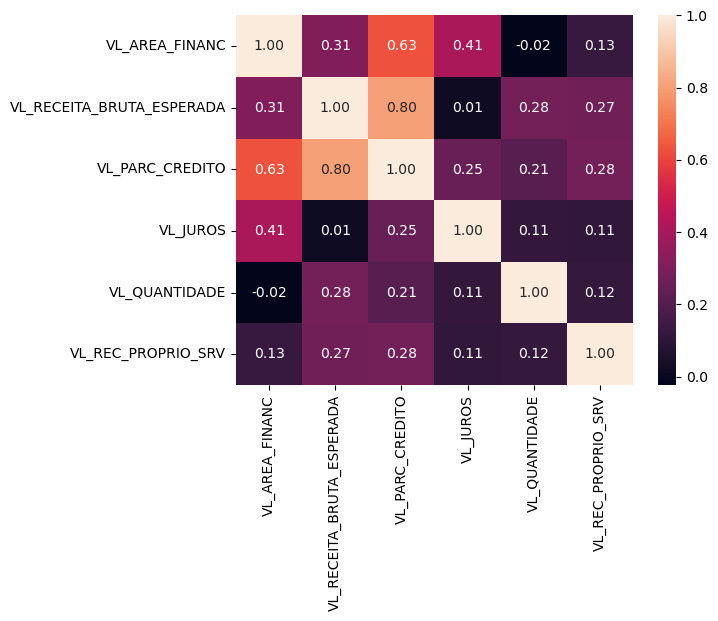 VL_AREA_FINANC 1.00 0.31 0.63 0.41 -0.02 0.13
VL_RECEITA_BRUTA_ESPERADA 0.31 1.00 0.80 0.01 0.28 0.27
VL_PARC_CREDITO 0.63 0.80 1.00 0.25 0.21 0.28
VL_JUROS 0.41 0.01 0.25 1.00 0.11 0.11
VL_QUANTIDADE -0.02 0.28 0.21 0.11 1.00 0.12
VL_REC_PROPRIO_SRV 0.13 0.27 0.28 0.11 0.12 1.00
VL_AREA_FINANC
VL_RECEITA_BRUTA_ESPERADA
VL_PARC_CREDITO
VL_JUROS
VL_QUANTIDADE
VL_REC_PROPRIO_SRV
1.0
0.8
0.6
0.4
0.2
0.0